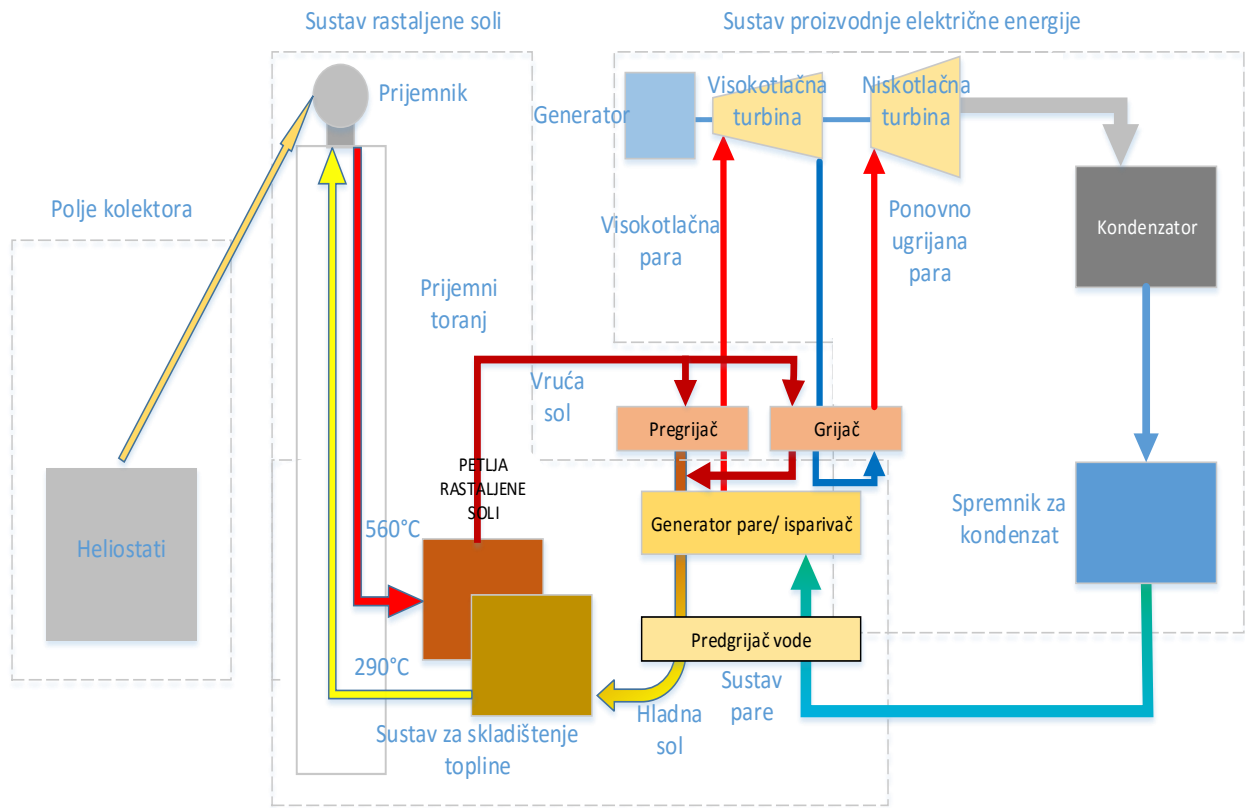 Sustav rastaljene soli
Sustav proizvodnje električne energije
Prijemnik
Generator
Visokotlačna
turbina
Niskotlačna
turbina
Polje kolektora
Visokotlačna
para
Ponovno
ugrijana
para
Kondenzator
Prijemni
toranj
Vruća
sol
Pregrijač
Grijač
PETLJA
RASTALJENE
SOLI
Heliostati
560°C
Generator pare/ isparivač
Spremnik za
kondenzat
Predgrijač vode
290°C
Sustav
pare
Hladna
sol
Sustav za skladištenje
topline